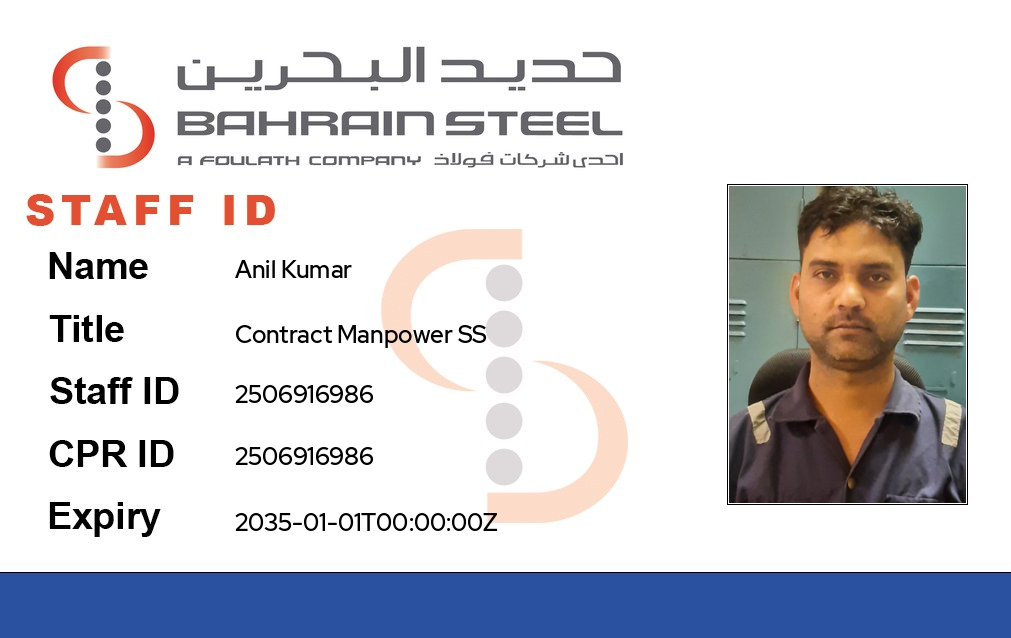 حديد البحرين
BAHRAIN STEEL
A FOULATH COMPANY احدى شركات فولاذ
STAFF ID
Name Anil Kumar
Title Contract Manpower SS
Staff ID 2506916986
CPR ID 2506916986
Expiry 2035-01-01T00:00:00Z